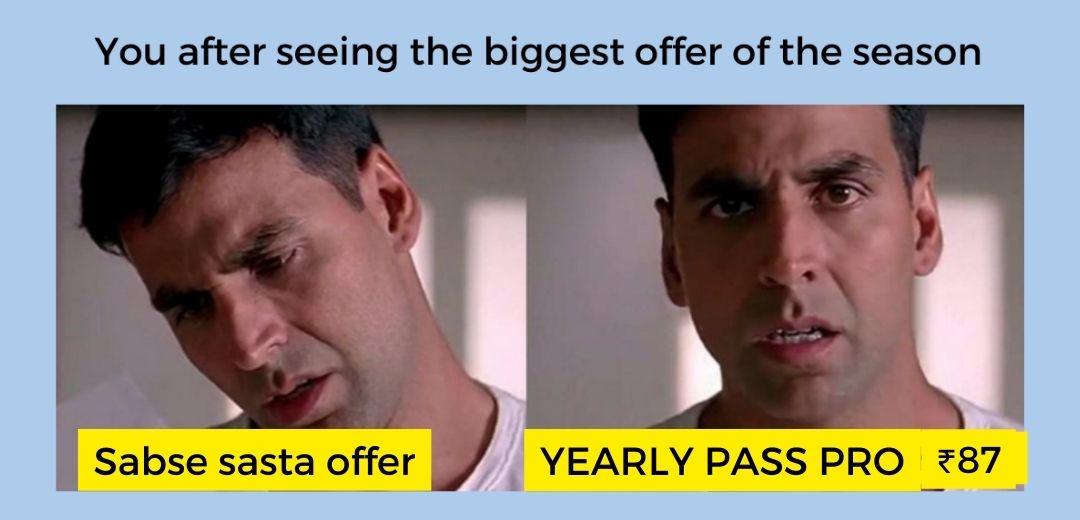 You after seeing the biggest offer of the season
Sabse sasta offer
YEARLY PASS PRO ₹87